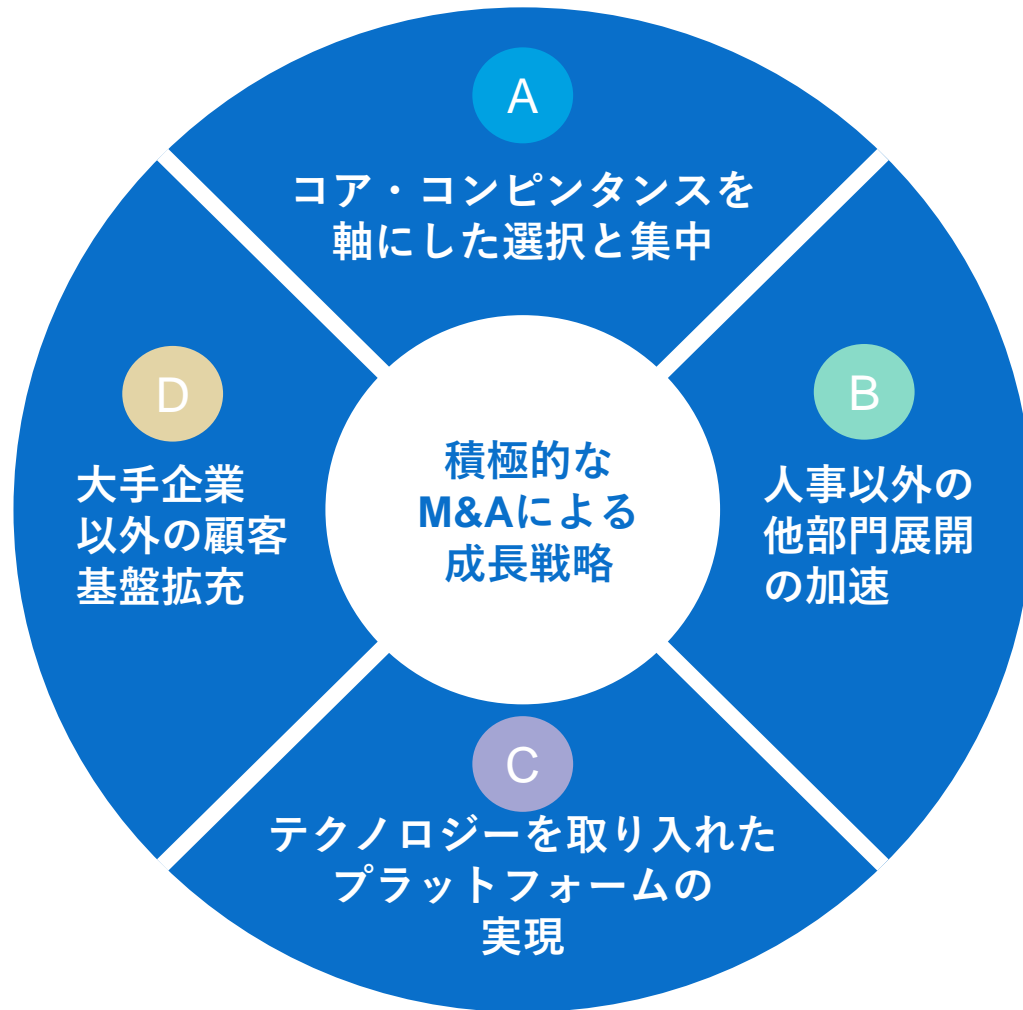 A
コア・コンピンタンスを
軸にした選択と集中
B
人事以外の
他部門展開
の加速
C
テクノロジーを取り入れた
プラットフォームの
実現
D
大手企業
以外の顧客
基盤拡充
積極的な
M&Aによる
成長戦略